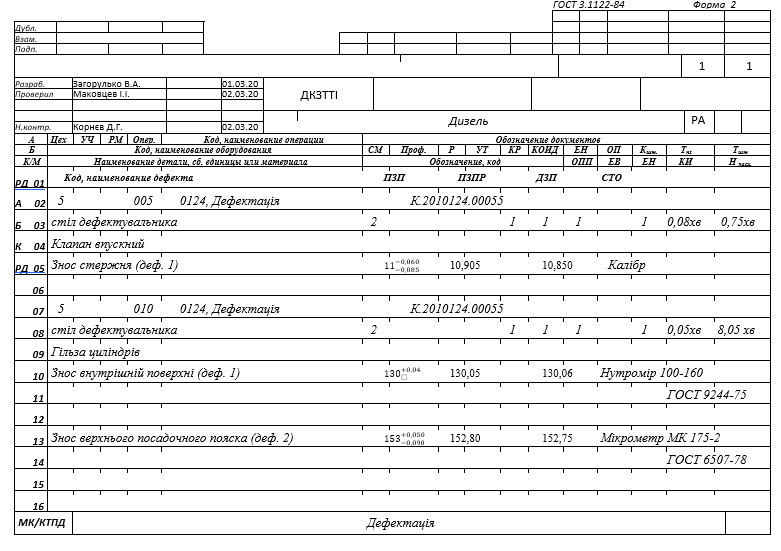 ГОСТ 3.1122-84 Форма 2
Дубл.
Взам.
Подп.
1 1
Разраб. Загорулько В.А. 01.03.20
Проверил Маковцев І.І. 02.03.20
ДКЗТТІ
Дизель РА
Н.контр. Корнєв Д.Г. 02.03.20
А Цех УЧ РМ Опер. Код, наименование операции Обозначение документов
Б Код, наименование оборудования СМ Проф. Р УТ КР КОИД ЕН ОП Кшт. Тпз Тшт
К/М Наименование детали, сб. единицы или материала Обозначение, код ОПП ЕВ ЕН КИ Н расх.
РД 01 Код, наименование дефекта ПЗП ПЗПР ДЗП СТО
А 02 5 005 0124, Дефектація К.2010124.00055
Б 03 стіл дефектувальника 2 1 1 1 1 0,08хв 0,75хв
К 04 Клапан впускний
РД 05 Знос стержня (деф. 1) 11−0,060 −0,085 10,905 10,850 Калібр
06
07 5 010 0124, Дефектація К.2010124.00055
08 стіл дефектувальника 2 1 1 1 1 0,05хв 8,05 хв
09 Гільза циліндрів
10 Знос внутрішній поверхні (деф. 1) 130+0,04 130,05 130,06 Нутромір 100-160
11 ГОСТ 9244-75
12
13 Знос верхнього посадочного пояска (деф. 2) 153+0,050 −0,090 152,80 152,75 Мікрометр МК 175-2
14 ГОСТ 6507-78
15
16
МК/КТПД Дефектація